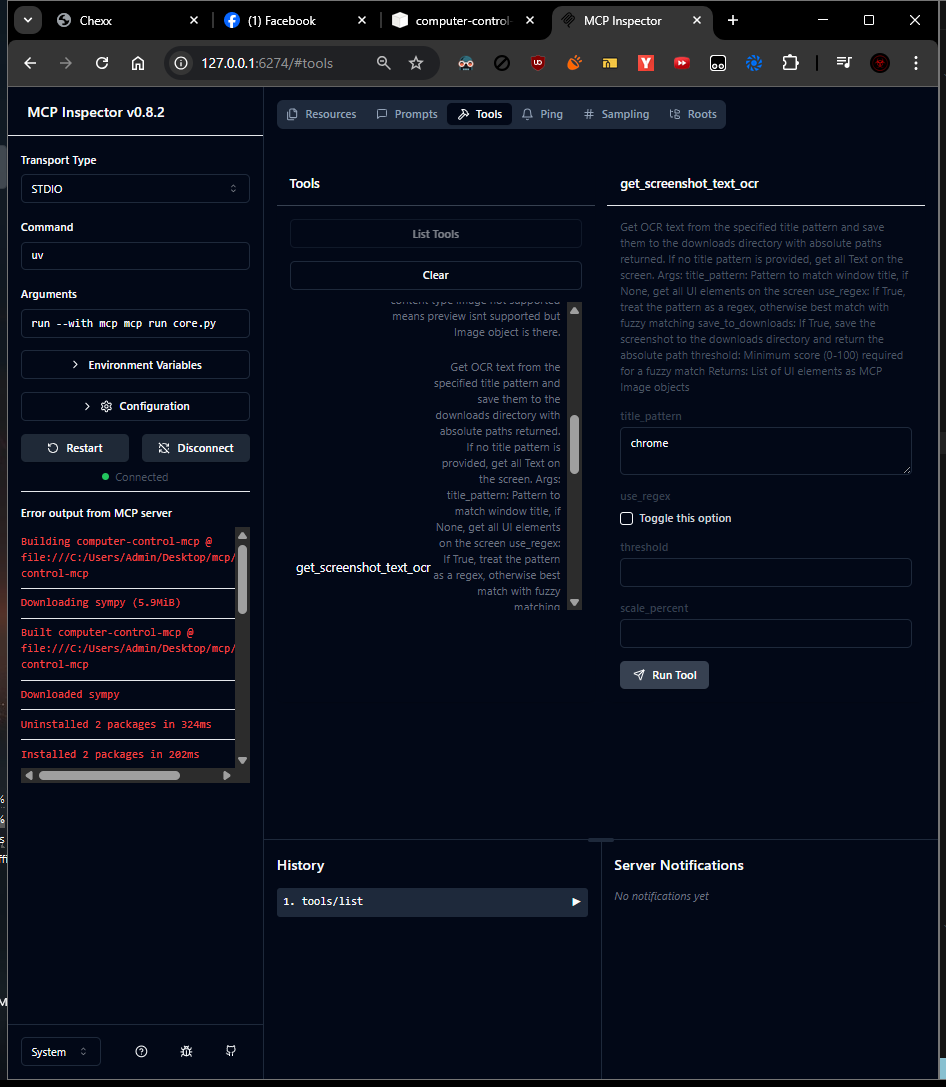 Chexx
(1) Facebook
computer-control-
MCP Inspector
127.0.0.1:6274/#tools
MCP Inspector v0.8.2
Transport Type
STDIO
Command
uv
Arguments
run --with mcp mcp run core.py
Environment Variables
Configuration
Restart
Disconnect
Connected
Error output from MCP server
Building computer-control-mcp @
file:///C:/Users/Admin/Desktop/mcp/
control-mcp
Downloading sympy (5.9MiB)
Built computer-control-mcp @
file:///C:/Users/Admin/Desktop/mcp/
control-mcp
Downloaded sympy
Uninstalled 2 packages in 324ms
Installed 2 packages in 202ms
System
Resources
Prompts
Tools
Ping
Sampling
Roots
Tools
List Tools
Clear
content type image not supported
means preview isnt supported but
Image object is there.
get_screenshot_text_ocr
Get OCR text from the
specified title pattern and
save them to the
downloads directory with
absolute paths returned.
If no title pattern is
provided, get all Text on
the screen. Args:
title_pattern: Pattern to
match window title, if
None, get all UI elements
on the screen use_regex:
If True, treat the pattern
as a regex, otherwise best
match with fuzzy
matching
get_screenshot_text_ocr
Get OCR text from the specified title pattern and save
them to the downloads directory with absolute paths
returned. If no title pattern is provided, get all Text on the
screen. Args: title_pattern: Pattern to match window title, if
None, get all UI elements on the screen use_regex: If True,
treat the pattern as a regex, otherwise best match with
fuzzy matching save_to_downloads: If True, save the
screenshot to the downloads directory and return the
absolute path threshold: Minimum score (0-100) required
for a fuzzy match Returns: List of UI elements as MCP
Image objects
title_pattern
chrome
use_regex
Toggle this option
threshold
scale_percent
Run Tool
History
1. tools/list
Server Notifications
No notifications yet